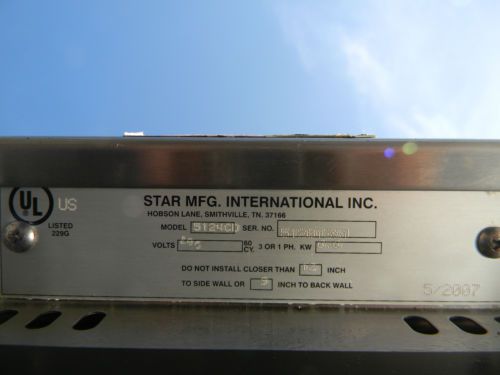 UL US
LISTED
229G
STAR MFG. INTERNATIONAL INC.
HOBSON LANE, SMITHVILLE, TN. 37166
MODEL 5124CD SER. NO.
VOLTS 60 CY. 3 OR 1 PH. KW
DO NOT INSTALL CLOSER THAN INCH
TO SIDE WALL OR 5 INCH TO BACK WALL
5/2007